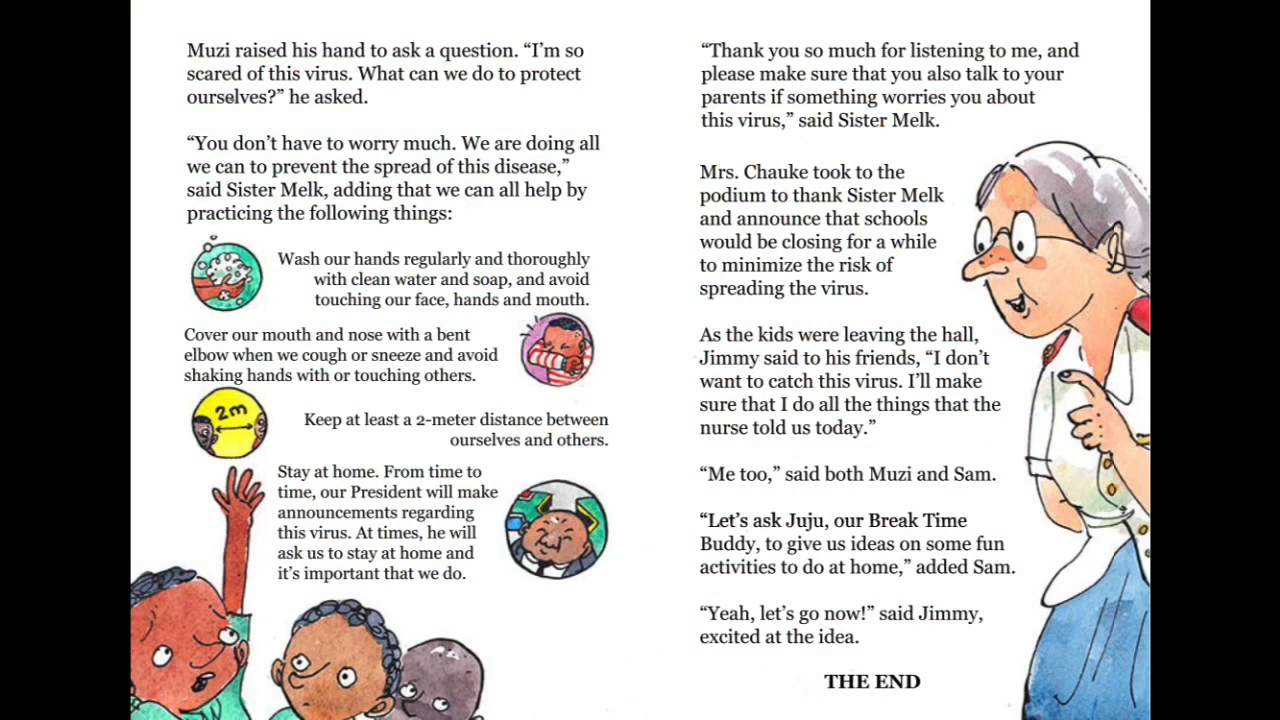 Muzi raised his hand to ask a question. “I’m so
scared of this virus. What can we do to protect
ourselves?” he asked.
“You don’t have to worry much. We are doing all
we can to prevent the spread of this disease,”
said Sister Melk, adding that we can all help by
practicing the following things:
Wash our hands regularly and thoroughly
with clean water and soap, and avoid
touching our face, hands and mouth.
Cover our mouth and nose with a bent
elbow when we cough or sneeze and avoid
shaking hands with or touching others.
2m
Keep at least a 2-meter distance between
ourselves and others.
Stay at home. From time to
time, our President will make
announcements regarding
this virus. At times, he will
ask us to stay at home and
it’s important that we do.
“Thank you so much for listening to me, and
please make sure that you also talk to your
parents if something worries you about
this virus,” said Sister Melk.
Mrs. Chauke took to the
podium to thank Sister Melk
and announce that schools
would be closing for a while
to minimize the risk of
spreading the virus.
As the kids were leaving the hall,
Jimmy said to his friends, “I don’t
want to catch this virus. I’ll make
sure that I do all the things that the
nurse told us today.”
“Me too,” said both Muzi and Sam.
“Let’s ask Juju, our Break Time
Buddy, to give us ideas on some fun
activities to do at home,” added Sam.
“Yeah, let’s go now!” said Jimmy,
excited at the idea.
THE END